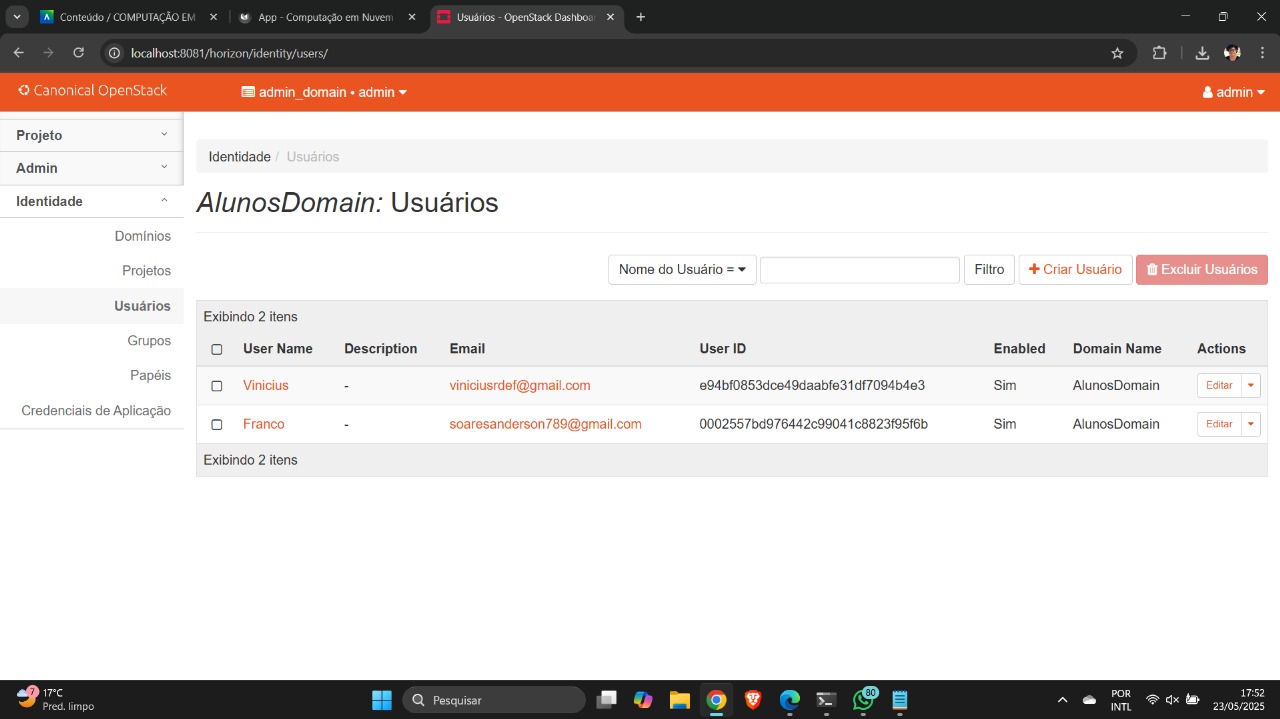 Conteúdo / COMPUTAÇÃO EM
App - Computação em Nuvem
Usuários - OpenStack Dashboar
localhost:8081/horizon/identity/users/
Canonical OpenStack
admin_domain • admin
admin
Projeto
Admin
Identidade
Domínios
Projetos
Usuários
Grupos
Papéis
Credenciais de Aplicação
Identidade / Usuários
AlunosDomain: Usuários
Nome do Usuário =
Filtro
+ Criar Usuário
Excluir Usuários
Exibindo 2 itens
User Name Description Email User ID Enabled Domain Name Actions
Vinicius - viniciusrdef@gmail.com e94bf0853dce49daabfe31df7094b4e3 Sim AlunosDomain Editar
Franco - soaresanderson789@gmail.com 0002557bd976442c99041c8823f95f6b Sim AlunosDomain Editar
Exibindo 2 itens
7
17°C
Pred. limpo
Pesquisar
80
POR
INTL
17:52
23/05/2025